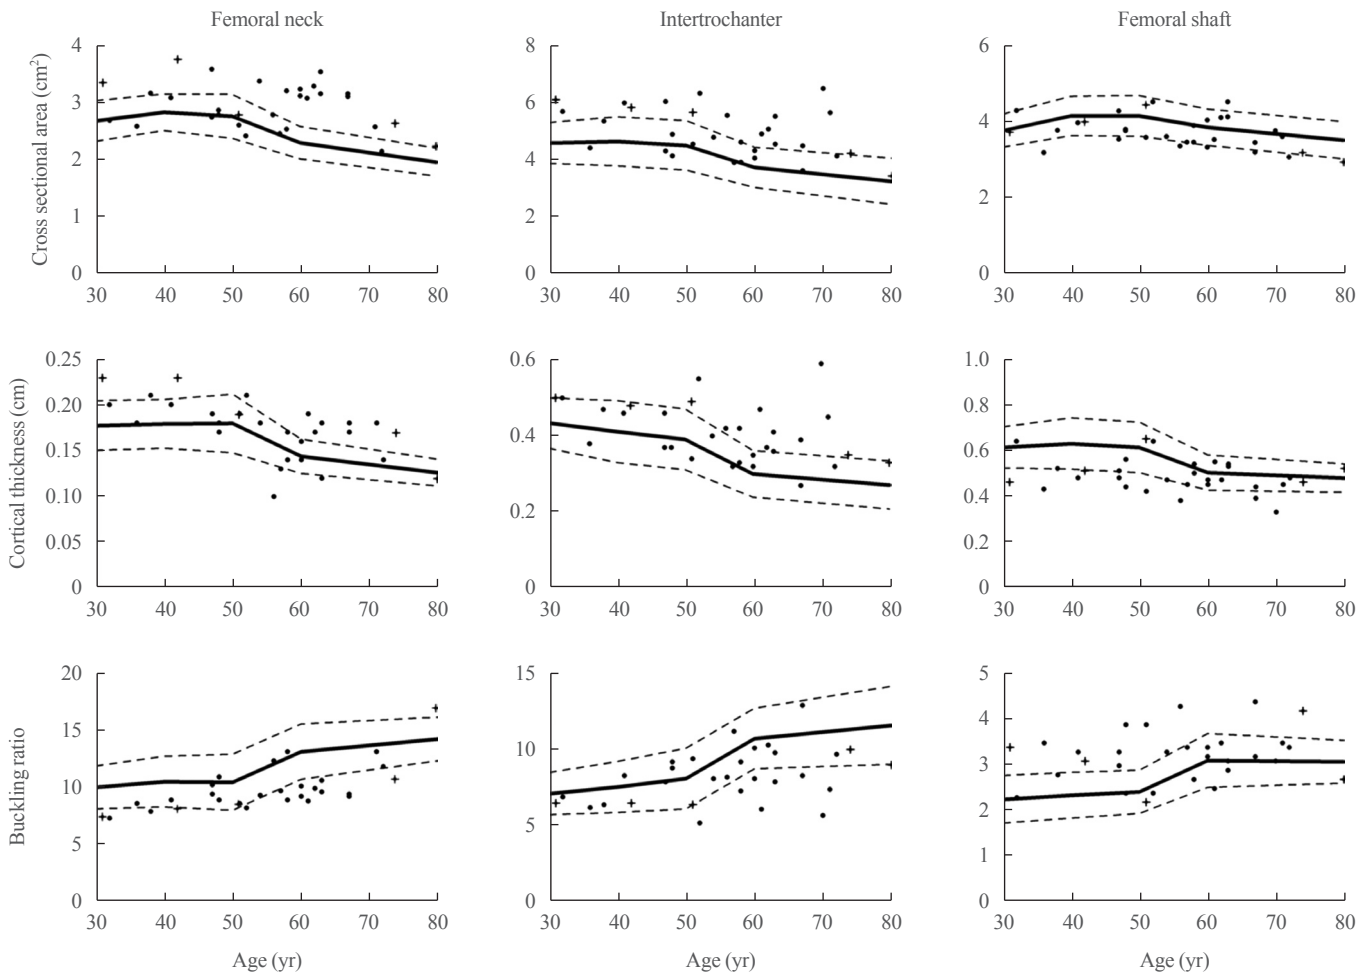 Femoral neck
Intertrochanter
Femoral shaft
Cross sectional area (cm²)
4
3
2
1
0
30 40 50 60 70 80
8
6
4
2
0
30 40 50 60 70 80
6
4
2
0
30 40 50 60 70 80
Cortical thickness (cm)
0.25
0.20
0.15
0.10
0.05
0
30 40 50 60 70 80
0.6
0.4
0.2
0
30 40 50 60 70 80
1.0
0.8
0.6
0.4
0.2
0
30 40 50 60 70 80
Buckling ratio
20
15
10
5
0
30 40 50 60 70 80
Age (yr)
15
10
5
0
30 40 50 60 70 80
Age (yr)
5
4
3
2
1
0
30 40 50 60 70 80
Age (yr)